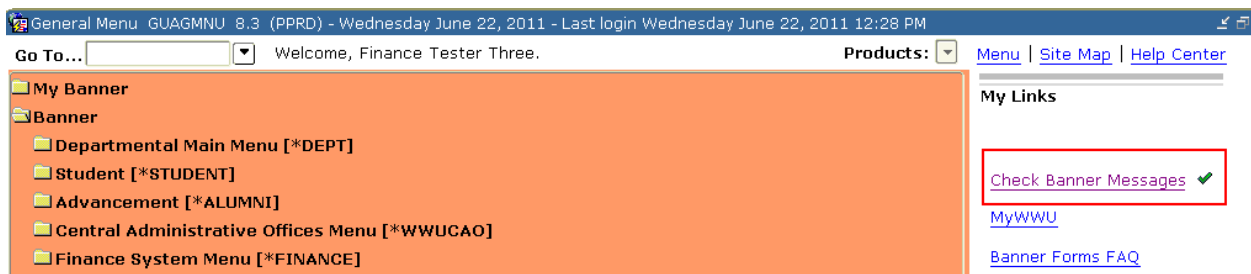 General Menu GUAGMNU 8.3 (PPRD) - Wednesday June 22, 2011 - Last login Wednesday June 22, 2011 12:28 PM
Go To... Welcome, Finance Tester Three. Products: Menu | Site Map | Help Center
My Banner
Banner
Departmental Main Menu [*DEPT]
Student [*STUDENT]
Advancement [*ALUMNI]
Central Administrative Offices Menu [*WWUCAO]
Finance System Menu [*FINANCE]
My Links
Check Banner Messages
MyWWU
Banner Forms FAQ